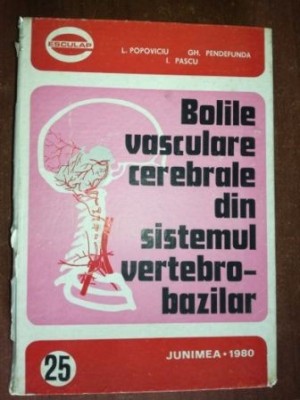 ESCULAP
L. POPOVICIU GH. PENDEFUNDA
I. PASCU
Bolile
vasculare
cerebrale
din
sistemul
vertebro-
bazilar
25
JUNIMEA • 1980